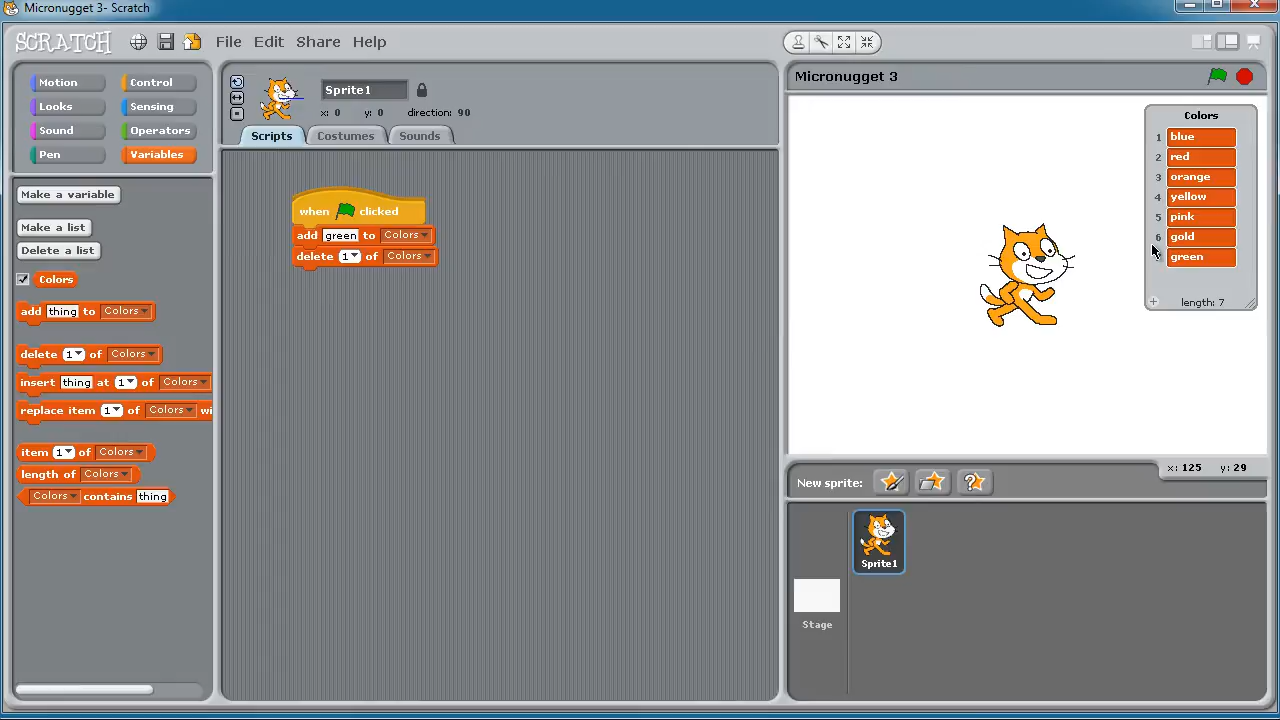 Micronugget 3- Scratch
SCRATCH File Edit Share Help
Motion Control
Looks Sensing
Sound Operators
Pen Variables
Make a variable
Make a list
Delete a list
Colors
add thing to Colors
delete 1 of Colors
insert thing at 1 of Colors
replace item 1 of Colors wi
item 1 of Colors
length of Colors
Colors contains thing
Sprite1
x: 0 y: 0 direction: 90
Scripts Costumes Sounds
when clicked
add green to Colors
delete 1 of Colors
Micronugget 3
Colors
1 blue
2 red
3 orange
4 yellow
5 pink
6 gold
green
+ length: 7
x: 125 y: 29
New sprite:
Sprite1
Stage